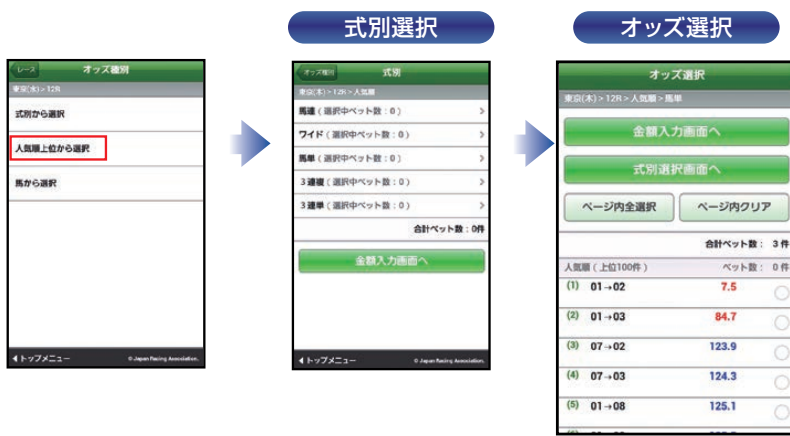 式別選択
オッズ選択
レース
オッズ種別
東京(木)>12R
式別から選択
人気順上位から選択
馬から選択
◀トップメニュー
© Japan Racing Association.
オッズ種別
式別
東京(木)>12R>人気順
馬連(選択中ベット数:0)
ワイド(選択中ベット数:0)
馬単(選択中ベット数:0)
3連複(選択中ベット数:0)
3連単(選択中ベット数:0)
合計ベット数:0件
金額入力画面へ
◀トップメニュー
© Japan Racing Association.
オッズ選択
東京(木)>12R>人気順>馬単
金額入力画面へ
式別選択画面へ
ページ内全選択 ページ内クリア
合計ベット数: 3件
人気順(上位100件) ベット数: 0件
(1) 01→02 7.5
(2) 01→03 84.7
(3) 07→02 123.9
(4) 07→03 124.3
(5) 01→08 125.1